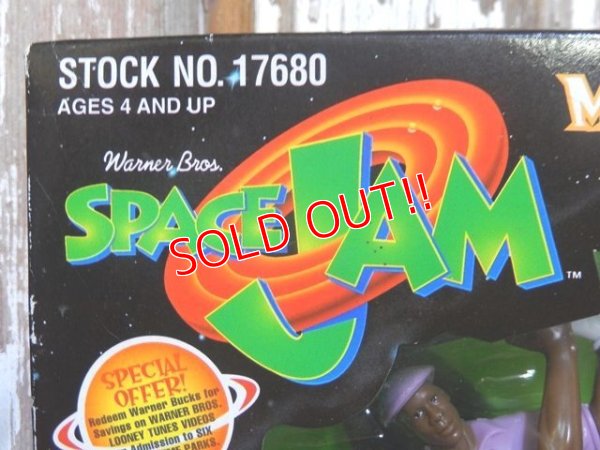 STOCK NO. 17680
AGES 4 AND UP
M
Warner Bros.
SPACE JAM
TM
SOLD OUT!!
SPECIAL
OFFER!
Redeem Warner Bucks for
Savings on WARNER BROS.
LOONEY TUNES VIDEOS
Admission to SIX
PARKS.